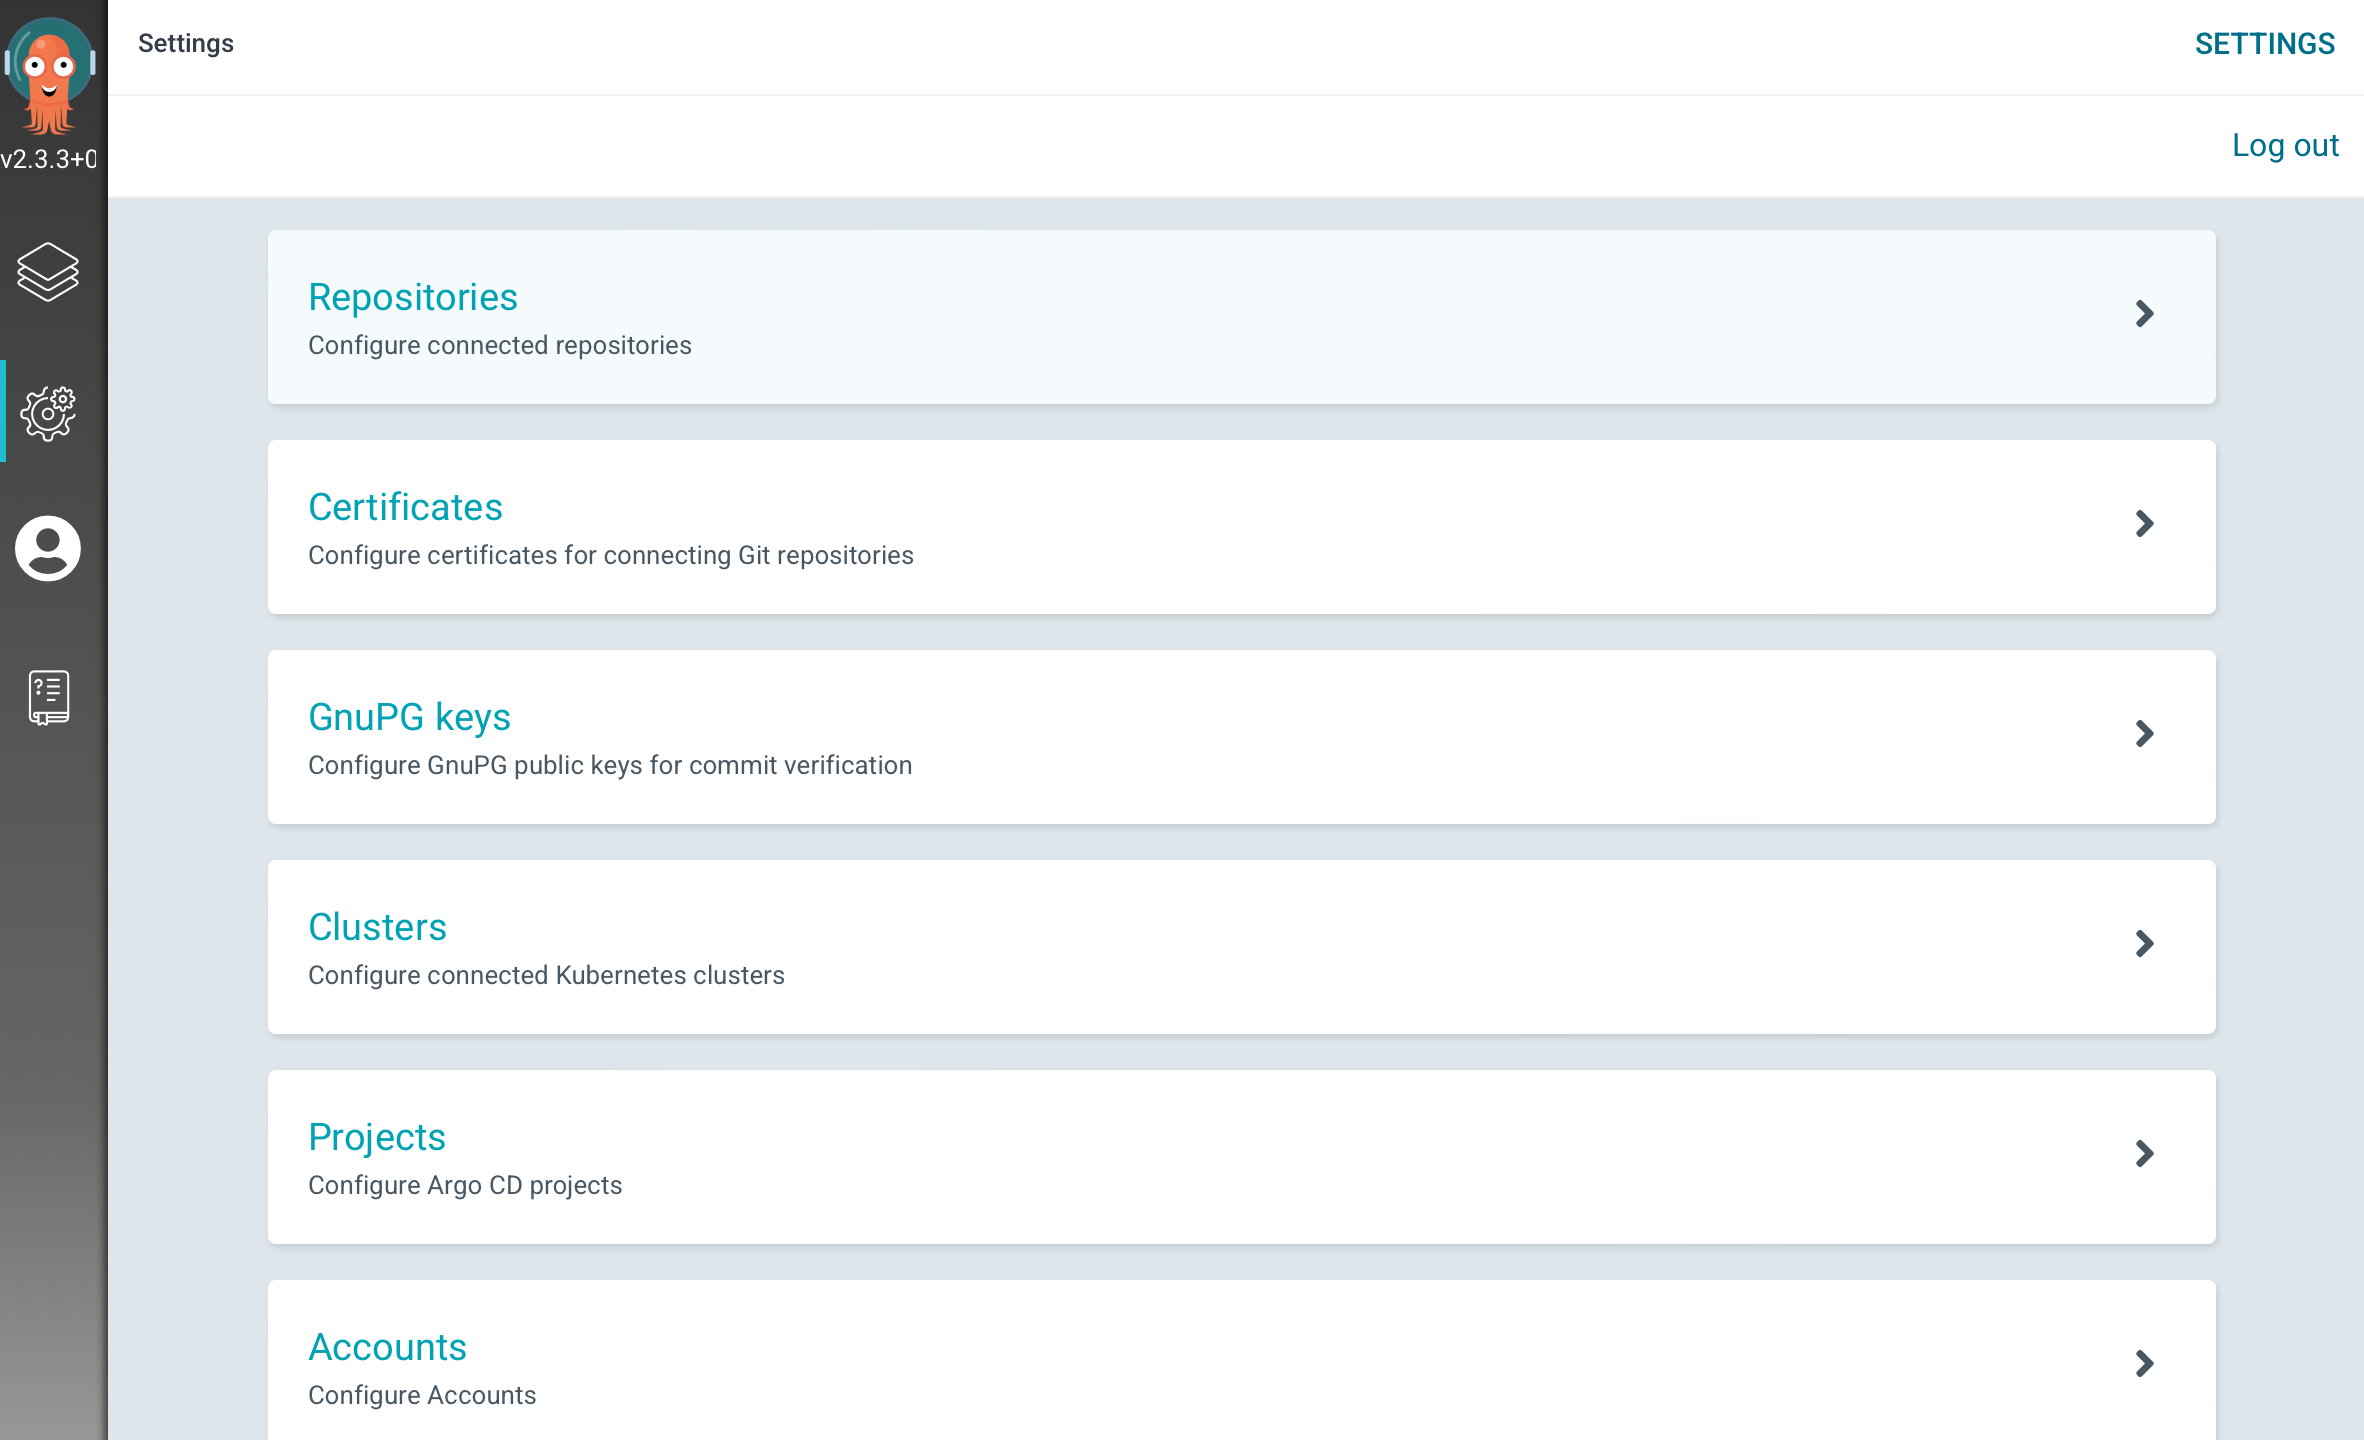 Settings
SETTINGS
v2.3.3+0
Log out
Repositories
Configure connected repositories
Certificates
Configure certificates for connecting Git repositories
GnuPG keys
Configure GnuPG public keys for commit verification
Clusters
Configure connected Kubernetes clusters
Projects
Configure Argo CD projects
Accounts
Configure Accounts